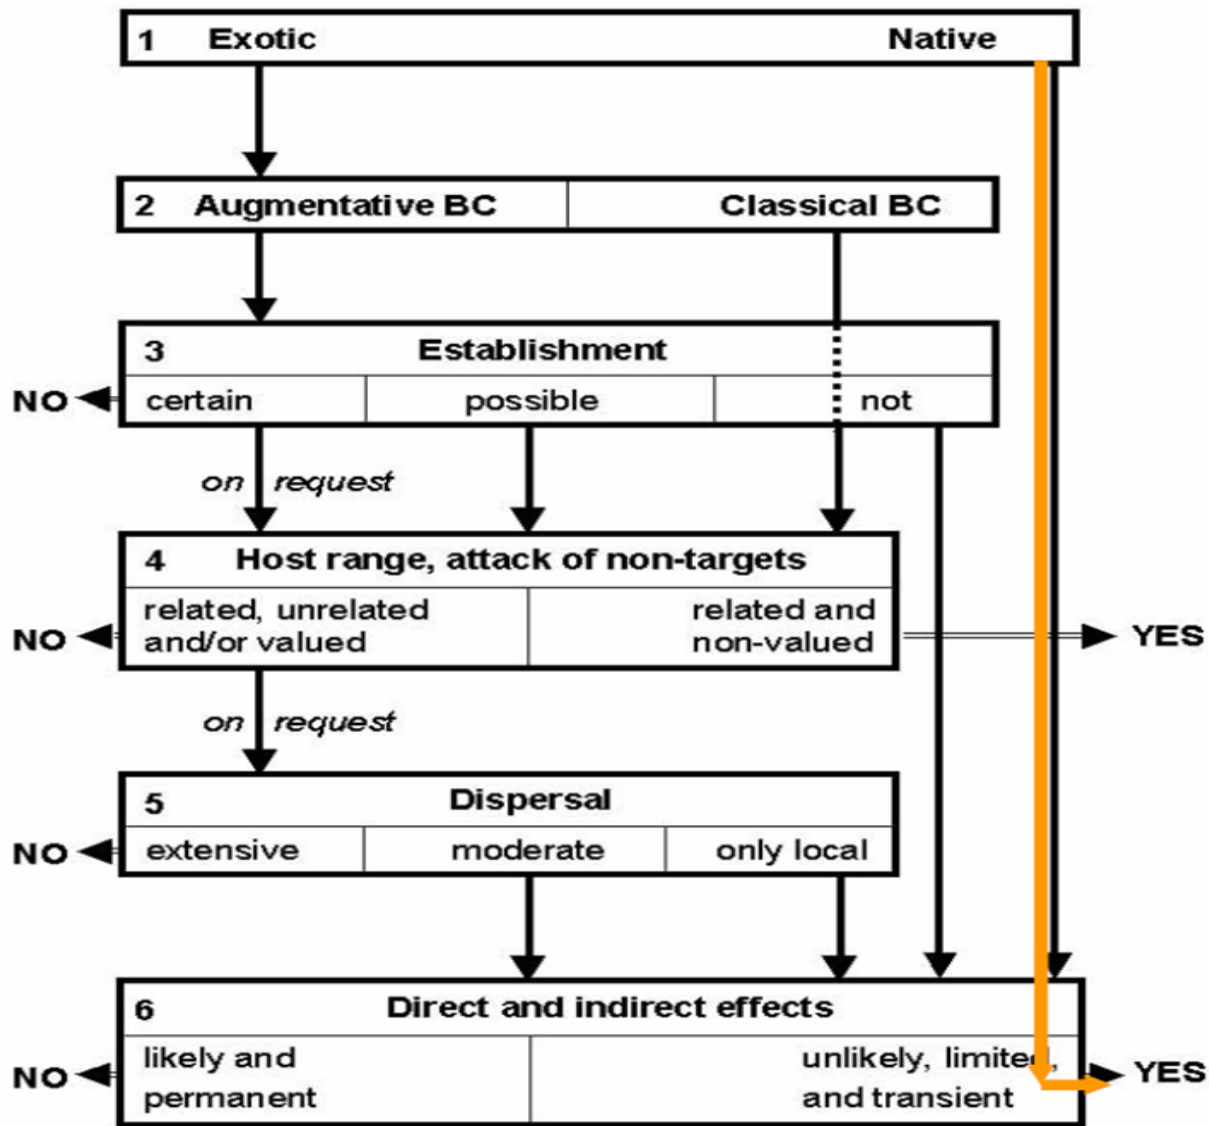 1 Exotic Native
2 Augmentative BC Classical BC
3 Establishment
NO certain possible not
on request
4 Host range, attack of non-targets
related, unrelated related and
NO and/or valued non-valued YES
on request
5 Dispersal
NO extensive moderate only local
6 Direct and indirect effects
likely and unlikely, limited,
NO YES
permanent and transient